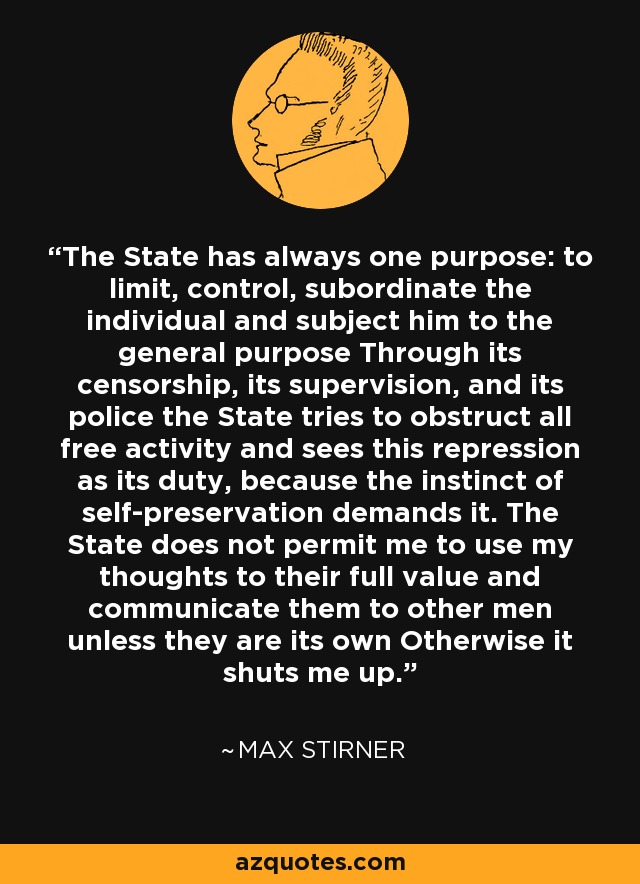 “The State has always one purpose: to
limit, control, subordinate the
individual and subject him to the
general purpose Through its
censorship, its supervision, and its
police the State tries to obstruct all
free activity and sees this repression
as its duty, because the instinct of
self-preservation demands it. The
State does not permit me to use my
thoughts to their full value and
communicate them to other men
unless they are its own Otherwise it
shuts me up.”
~ MAX STIRNER
azquotes.com